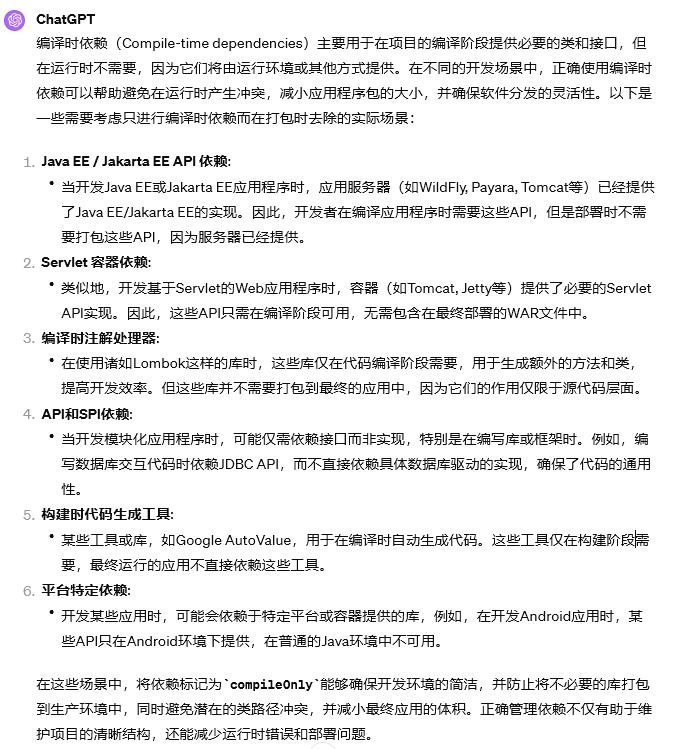 ChatGPT
编译时依赖（Compile-time dependencies）主要用于在项目的编译阶段提供必要的类和接口，但
在运行时不需要，因为它们将由运行环境或其他方式提供。在不同的开发场景中，正确使用编译时
依赖可以帮助避免在运行时产生冲突，减小应用程序包的大小，并确保软件分发的灵活性。以下是
一些需要考虑只进行编译时依赖而在打包时去除的实际场景：
1. Java EE / Jakarta EE API 依赖:
• 当开发Java EE或Jakarta EE应用程序时，应用服务器（如WildFly, Payara, Tomcat等）已经提供
了Java EE/Jakarta EE的实现。因此，开发者在编译应用程序时需要这些API，但是部署时不需
要打包这些API，因为服务器已经提供。
2. Servlet 容器依赖:
• 类似地，开发基于Servlet的Web应用程序时，容器（如Tomcat, Jetty等）提供了必要的Servlet
API实现。因此，这些API只需在编译阶段可用，无需包含在最终部署的WAR文件中。
3. 编译时注解处理器:
• 在使用诸如Lombok这样的库时，这些库仅在代码编译阶段需要，用于生成额外的方法和类，
提高开发效率。但这些库并不需要打包到最终的应用中，因为它们的作用仅限于源代码层面。
4. API和SPI依赖:
• 当开发模块化应用程序时，可能仅需依赖接口而非实现，特别是在编写库或框架时。例如，编
写数据库交互代码时依赖JDBC API，而不直接依赖具体数据库驱动的实现，确保了代码的通用
性。
5. 构建时代码生成工具:
• 某些工具或库，如Google AutoValue，用于在编译时自动生成代码。这些工具仅在构建阶段需
要，最终运行的应用不直接依赖这些工具。
6. 平台特定依赖:
• 开发某些应用时，可能会依赖于特定平台或容器提供的库，例如，在开发Android应用时，某
些API只在Android环境下提供，在普通的Java环境中不可用。
在这些场景中，将依赖标记为`compileOnly`能够确保开发环境的简洁，并防止将不必要的库打包
到生产环境中，同时避免潜在的类路径冲突，并减小最终应用的体积。正确管理依赖不仅有助于维
护项目的清晰结构，还能减少运行时错误和部署问题。